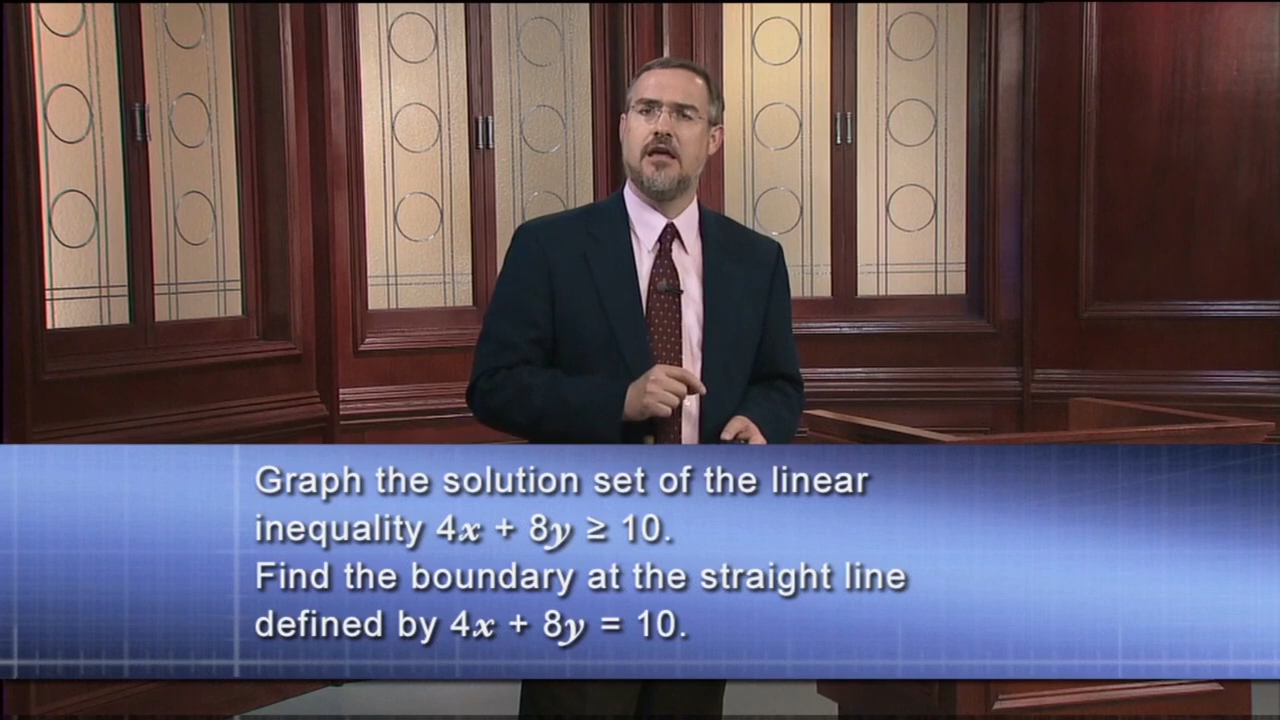 Graph the solution set of the linear
inequality 4x + 8y ≥ 10.
Find the boundary at the straight line
defined by 4x + 8y = 10.